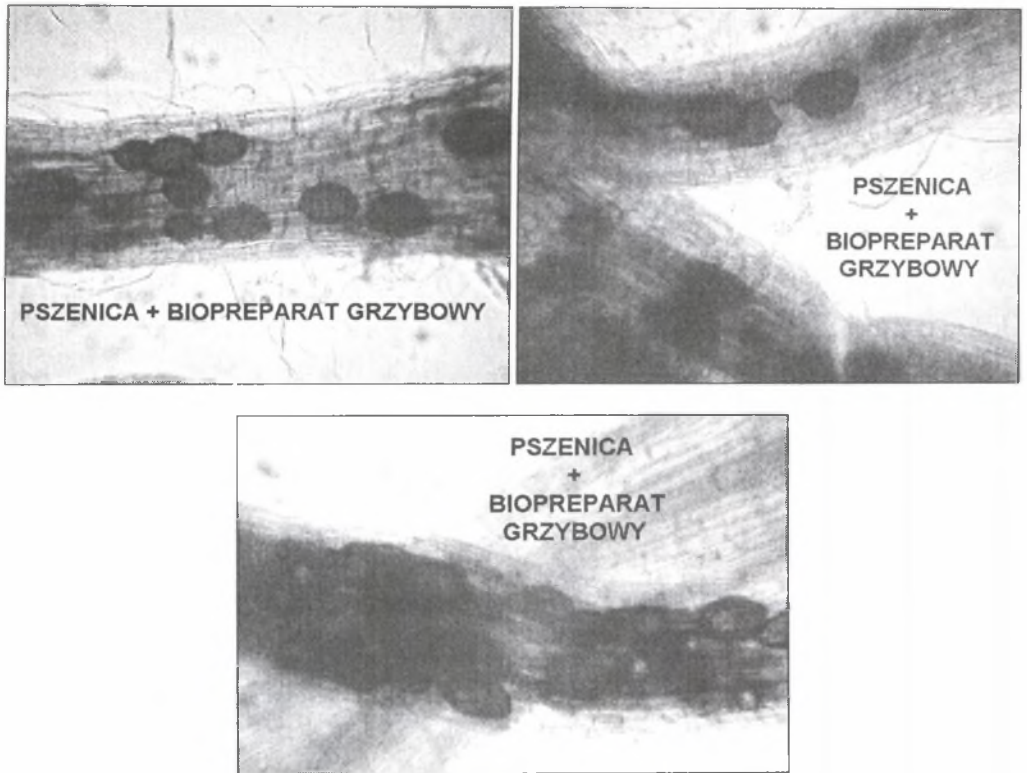 PSZENICA + BIOPREPARAT GRZYBOWY
PSZENICA
+
BIOPREPARAT
GRZYBOWY
PSZENICA
+
BIOPREPARAT
GRZYBOWY